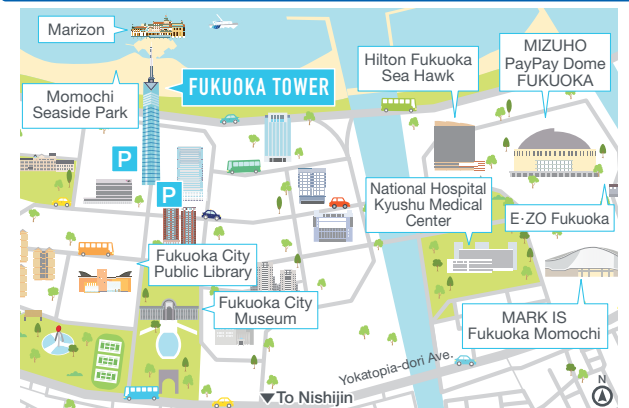 Marizon
FUKUOKA TOWER
Momochi
Seaside Park
Hilton Fukuoka
Sea Hawk
MIZUHO
PayPay Dome
FUKUOKA
P
P
National Hospital
Kyushu Medical
Center
E·ZO Fukuoka
Fukuoka City
Public Library
Fukuoka City
Museum
MARK IS
Fukuoka Momochi
Yokatopia-dori Ave.
▼To Nishijin
N